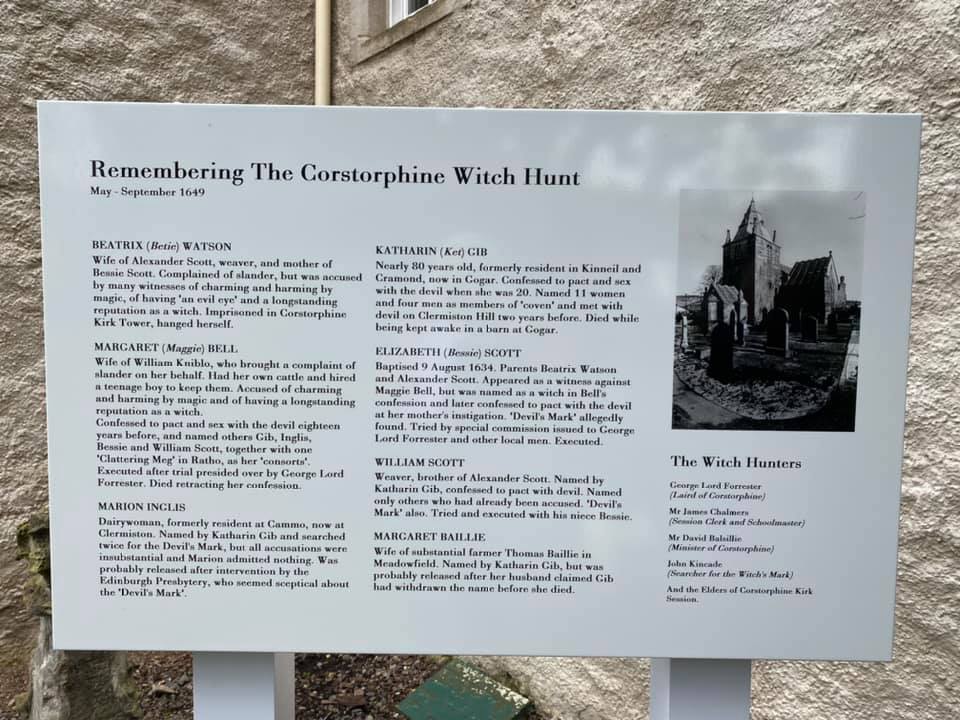 Remembering The Corstorphine Witch Hunt
May - September 1649
BEATRIX (Betie) WATSON
Wife of Alexander Scott, weaver, and mother of
Bessie Scott. Complained of slander, but was accused
by many witnesses of charming and harming by
magic, of having 'an evil eye' and a longstanding
reputation as a witch. Imprisoned in Corstorphine
Kirk Tower, hanged herself.
MARGARET (Maggie) BELL
Wife of William Kniblo, who brought a complaint of
slander on her behalf. Had her own cattle and hired
a teenage boy to keep them. Accused of charming
and harming by magic and of having a longstanding
reputation as a witch.
Confessed to pact and sex with the devil eighteen
years before, and named others Gib, Inglis,
Bessie and William Scott, together with one
'Clattering Meg' in Ratho, as her 'consorts'.
Executed after trial presided over by George Lord
Forrester. Died retracting her confession.
MARION INGLIS
Dairywoman, formerly resident at Cammo, now at
Clermiston. Named by Katharin Gib and searched
twice for the Devil's Mark, but all accusations were
insubstantial and Marion admitted nothing. Was
probably released after intervention by the
Edinburgh Presbytery, who seemed sceptical about
the 'Devil's Mark'.
KATHARIN (Ket) GIB
Nearly 80 years old, formerly resident in Kinneil and
Cramond, now in Gogar. Confessed to pact and sex
with the devil when she was 20. Named 11 women
and four men as members of 'coven' and met with
devil on Clermiston Hill two years before. Died while
being kept awake in a barn at Gogar.
ELIZABETH (Bessie) SCOTT
Baptised 9 August 1634. Parents Beatrix Watson
and Alexander Scott. Appeared as a witness against
Maggie Bell, but was named as a witch in Bell's
confession and later confessed to pact with the devil
at her mother's instigation. 'Devil's Mark' allegedly
found. Tried by special commission issued to George
Lord Forrester and other local men. Executed.
WILLIAM SCOTT
Weaver, brother of Alexander Scott. Named by
Katharin Gib, confessed to pact with devil. Named
only others who had already been accused. 'Devil's
Mark' also. Tried and executed with his niece Bessie.
MARGARET BAILLIE
Wife of substantial farmer Thomas Baillie in
Meadowfield. Named by Katharin Gib, but was
probably released after her husband claimed Gib
had withdrawn the name before she died.
The Witch Hunters
George Lord Forrester
(Laird of Corstorphine)
Mr James Chalmers
(Session Clerk and Schoolmaster)
Mr David Balsillie
(Minister of Corstorphine)
John Kincade
(Searcher for the Witch's Mark)
And the Elders of Corstorphine Kirk
Session.